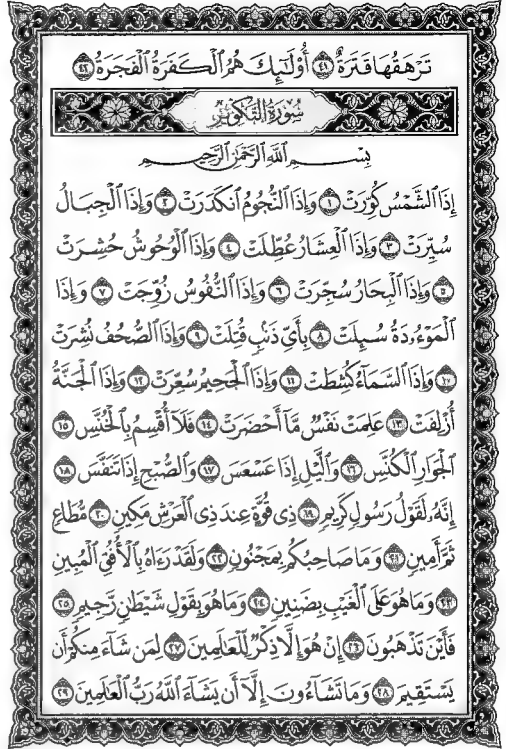 تَرْهَقُهَا قَتَرَةٌ ٤١ أُوْلَٰٓئِكَ هُمُ ٱلْكَفَرَةُ ٱلْفَجَرَةُ ٤٢
سُورَةُ التَّكْوِيرِ
بِسْمِ ٱللَّهِ ٱلرَّحْمَٰنِ ٱلرَّحِيمِ
إِذَا ٱلشَّمْسُ كُوِّرَتْ ١ وَإِذَا ٱلنُّجُومُ ٱنكَدَرَتْ ٢ وَإِذَا ٱلْجِبَالُ
سُيِّرَتْ ٣ وَإِذَا ٱلْعِشَارُ عُطِّلَتْ ٤ وَإِذَا ٱلْوُحُوشُ حُشِرَتْ
٥ وَإِذَا ٱلْبِحَارُ سُجِّرَتْ ٦ وَإِذَا ٱلنُّفُوسُ زُوِّجَتْ ٧ وَإِذَا
ٱلْمَوْءُۥدَةُ سُئِلَتْ ٨ بِأَيِّ ذَنۢبٍ قُتِلَتْ ٩ وَإِذَا ٱلصُّحُفُ نُشِرَتْ
١٠ وَإِذَا ٱلسَّمَآءُ كُشِطَتْ ١١ وَإِذَا ٱلْجَحِيمُ سُعِّرَتْ ١٢ وَإِذَا ٱلْجَنَّةُ
أُزْلِفَتْ ١٣ عَلِمَتْ نَفْسٌ مَّآ أَحْضَرَتْ ١٤ فَلَآ أُقْسِمُ بِٱلْخُنَّسِ ١٥
ٱلْجَوَارِ ٱلْكُنَّسِ ١٦ وَٱلَّيْلِ إِذَا عَسْعَسَ ١٧ وَٱلصُّبْحِ إِذَا تَنَفَّسَ ١٨
إِنَّهُۥ لَقَوْلُ رَسُولٍ كَرِيمٍ ١٩ ذِى قُوَّةٍ عِندَ ذِى ٱلْعَرْشِ مَكِينٍ ٢٠ مُّطَاعٍ
ثَمَّ أَمِينٍ ٢١ وَمَا صَاحِبُكُم بِمَجْنُونٍ ٢٢ وَلَقَدْ رَءَاهُ بِٱلْأُفُقِ ٱلْمُبِينِ
٢٣ وَمَا هُوَ عَلَى ٱلْغَيْبِ بِضَنِينٍ ٢٤ وَمَا هُوَ بِقَوْلِ شَيْطَٰنٍ رَّجِيمٍ ٢٥
فَأَيْنَ تَذْهَبُونَ ٢٦ إِنْ هُوَ إِلَّا ذِكْرٌ لِّلْعَٰلَمِينَ ٢٧ لِمَن شَآءَ مِنكُمْ أَن
يَسْتَقِيمَ ٢٨ وَمَا تَشَآءُونَ إِلَّآ أَن يَشَآءَ ٱللَّهُ رَبُّ ٱلْعَٰلَمِينَ ٢٩